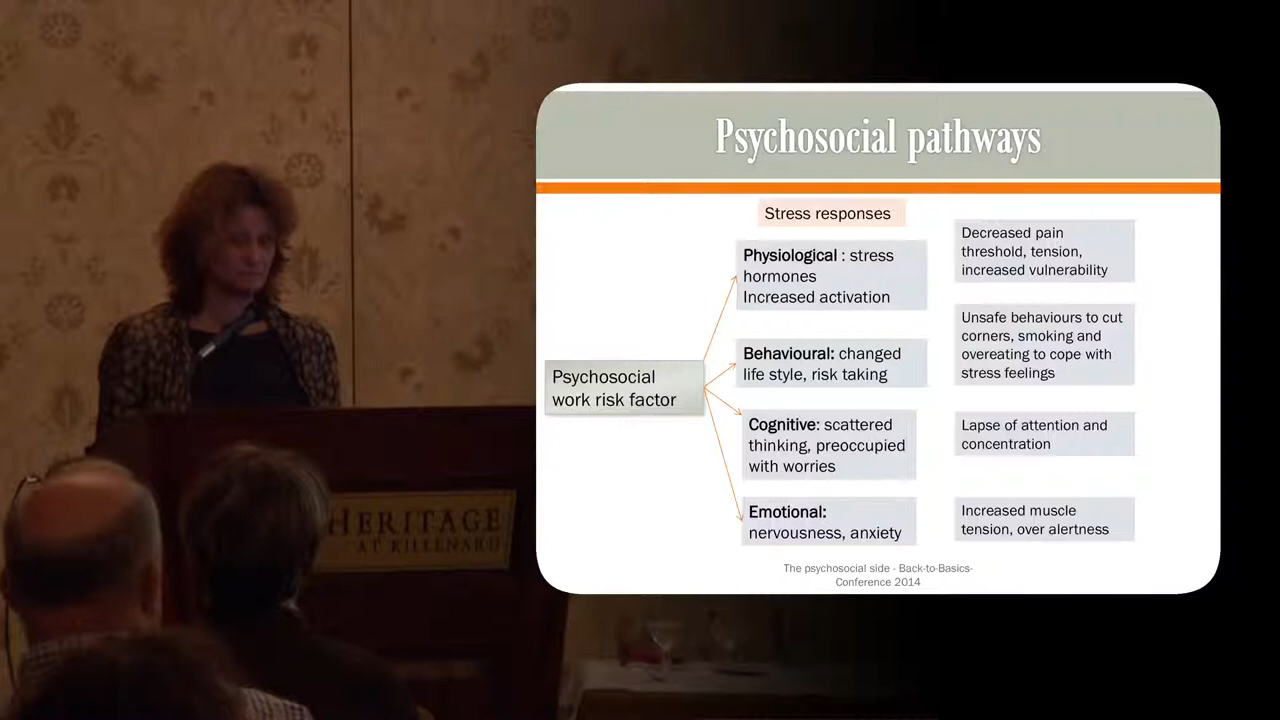 Psychosocial pathways
Stress responses
Physiological : stress
hormones
Increased activation
Decreased pain
threshold, tension,
increased vulnerability
Behavioural: changed
life style, risk taking
Unsafe behaviours to cut
corners, smoking and
overeating to cope with
stress feelings
Psychosocial
work risk factor
Cognitive: scattered
thinking, preoccupied
with worries
Lapse of attention and
concentration
Emotional:
nervousness, anxiety
Increased muscle
tension, over alertness
The psychosocial side - Back-to-Basics-
Conference 2014
HERITAGE
AT KILLENARD